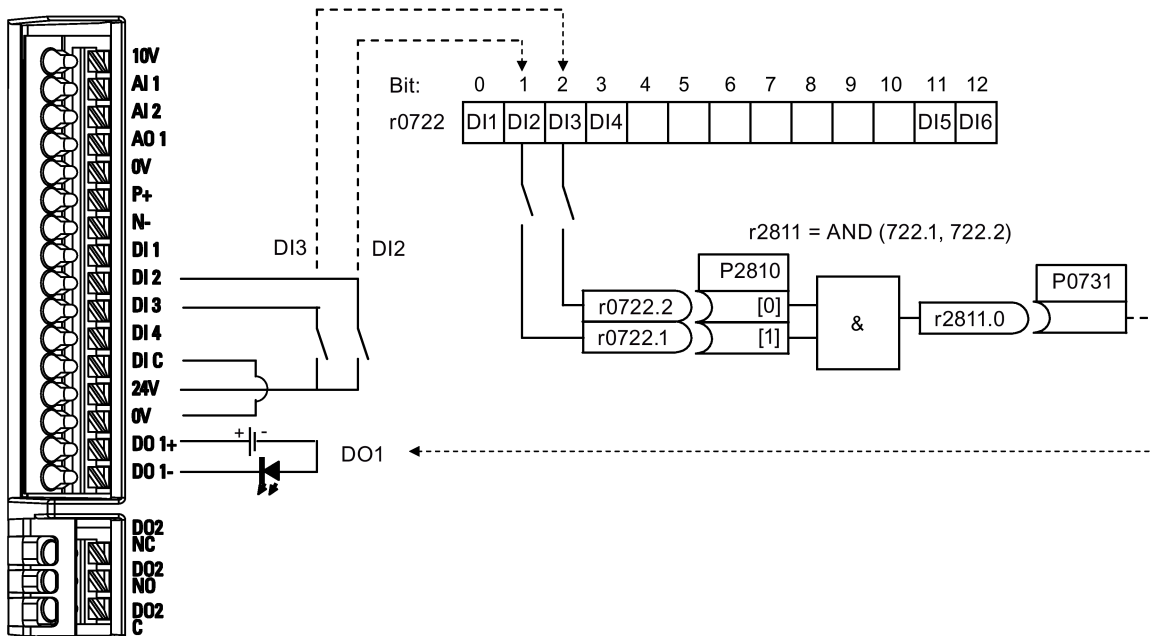 10V
AI 1
AI 2
AO 1
0V
P+
N-
DI 1
DI 2
DI 3
DI 4
DI C
24V
0V
DO 1+
DO 1-
DO2
NC
DO2
NO
DO2
C
DI3
DI2
+ -
DO1
Bit: 0 1 2 3 4 5 6 7 8 9 10 11 12
r0722 DI1 DI2 DI3 DI4 DI5 DI6
r2811 = AND (722.1, 722.2)
P2810
r0722.2 [0]
r0722.1 [1]
&
r2811.0
P0731